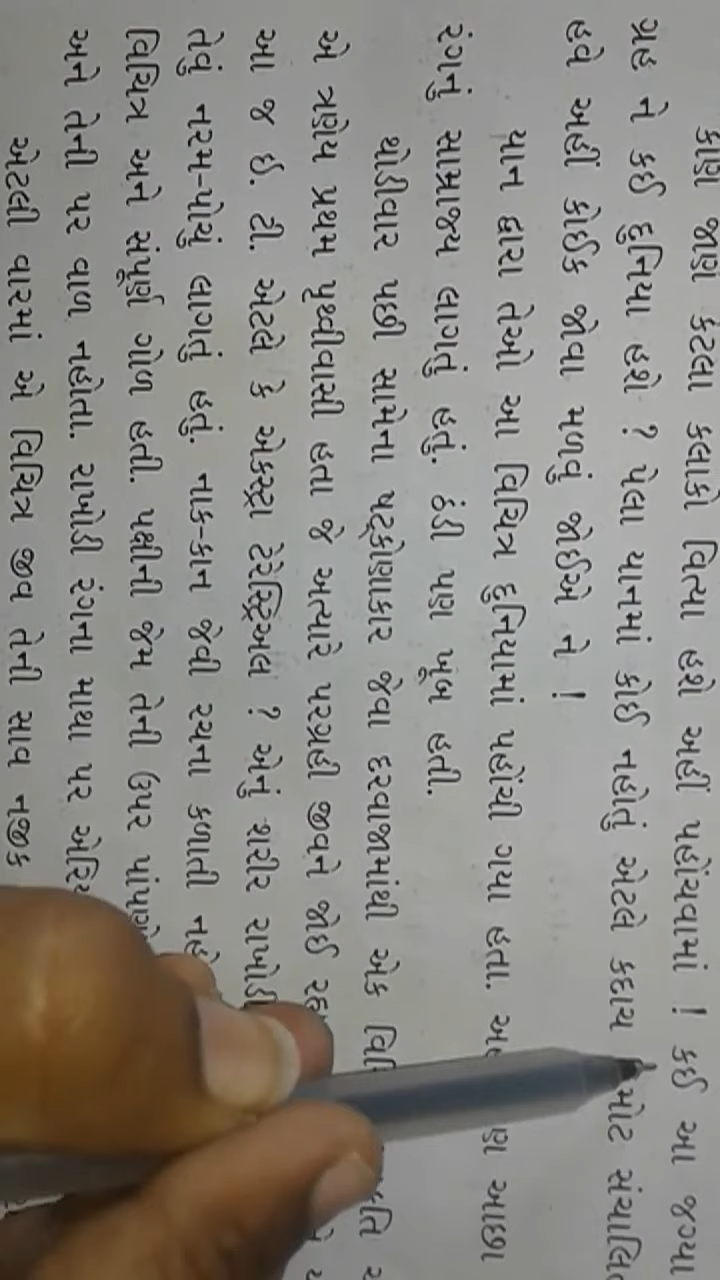 કોણ જાણે કેટલા કલાકો વિત્યા હશે અહીં પહોંચવામાં ! કઈ આ જગ્યા
ગ્રહ ને કઈ દુનિયા હશે ? પેલા યાનમાં કોઈ નહોતું એટલે કદાચ
હવે અહીં કોઈક જોવા મળવું જોઈએ ને !
યાન દ્વારા તેઓ આ વિચિત્ર દુનિયામાં પહોંચી ગયા હતા. આછા
રંગનું સામ્રાજ્ય લાગતું હતું. ઠંડી પણ ખૂબ હતી.
થોડીવાર પછી સામેના ષટ્કોણાકાર જેવા દરવાજામાંથી એક
એ ત્રણેય પ્રથમ પૃથ્વીવાસી હતા જે અત્યારે પરગ્રહી જીવને જોઈ
આ જ ઈ. ટી. એટલે કે એક્સ્ટ્રા ટેરેસ્ટ્રિઅલ ? એનું શરીર રાખોડી
તેવું નરમ-પોચું લાગતું હતું. નાક-કાન જેવી રચના કળાતી
વિચિત્ર અને સંપૂર્ણ ગોળ હતી. પક્ષીની જેમ તેની ઉપર
અને તેની પર વાળ નહોતા. રાખોડી રંગના માથા પર
એટલી વારમાં એ વિચિત્ર જીવ તેની સાવ નજીક